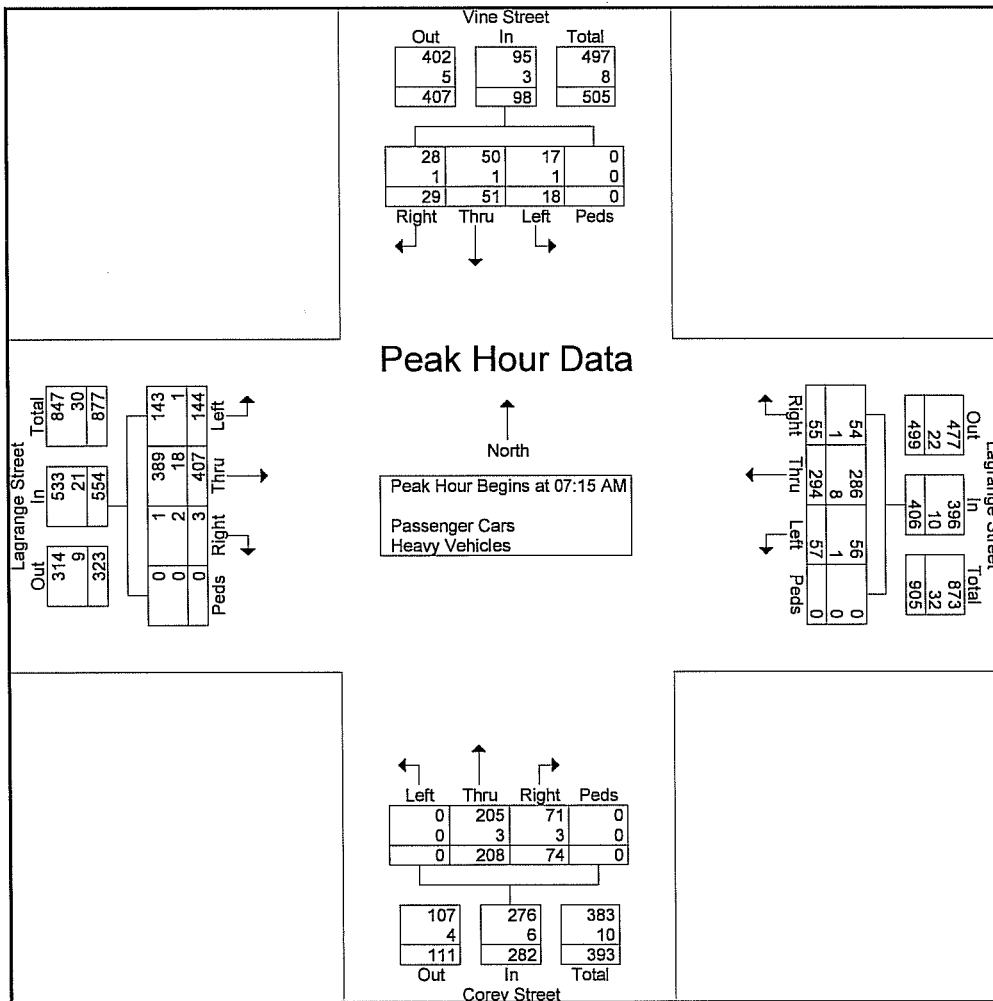 Vine Street
Out In Total
402 95 497
5 3 8
407 98 505
28 50 17 0
1 1 1 0
29 51 18 0
Right Thru Left Peds
Peak Hour Data
North
Peak Hour Begins at 07:15 AM
Passenger Cars
Heavy Vehicles
Lagrange Street
Out In Total
314 533 847
9 21 30
323 554 877
Left Thru Right Peds
143 389 1 0
1 18 2 0
144 407 3 0
Lagrange Street
Out In Total
477 396 873
22 10 32
499 406 905
Right Thru Left Peds
54 286 56 0
1 8 1 0
55 294 57 0
Left Thru Right Peds
0 205 71 0
0 3 3 0
0 208 74 0
107 276 383
4 6 10
111 282 393
Out In Total
Corey Street